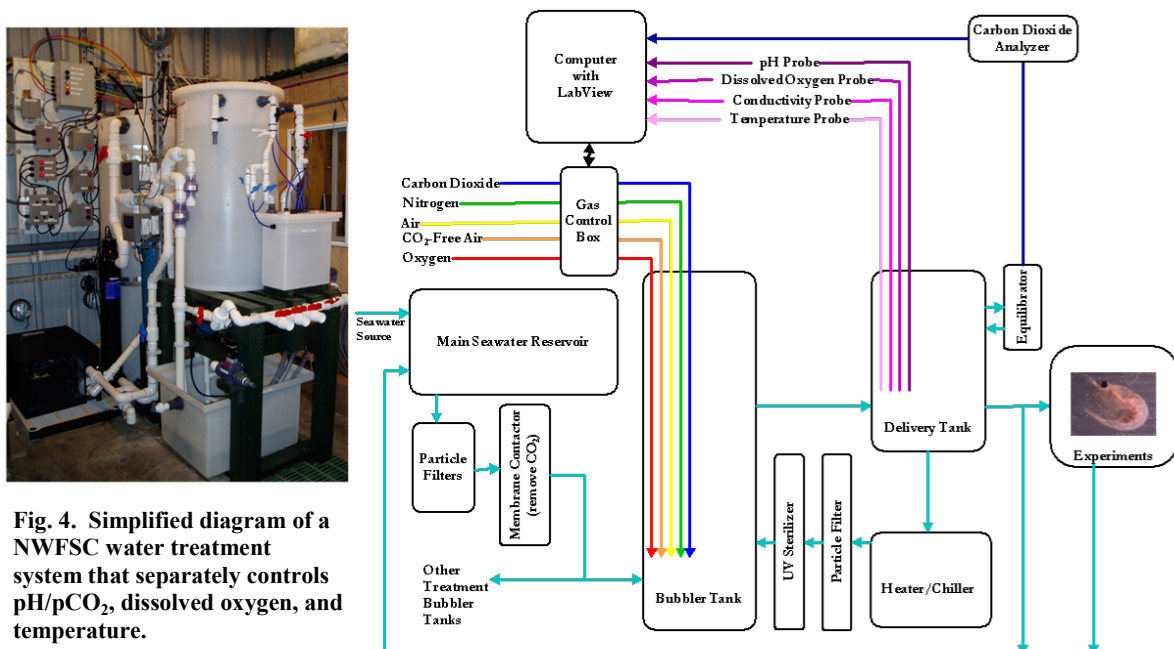 Computer
with
LabView
Carbon Dioxide
Analyzer
pH Probe
Dissolved Oxygen Probe
Conductivity Probe
Temperature Probe
Carbon Dioxide
Nitrogen
Air
CO₂-Free Air
Oxygen
Gas
Control
Box
Seawater
Source
Main Seawater Reservoir
Equilibrator
Particle
Filters
Membrane Contactor
(remove CO₂)
Delivery Tank
Experiments
UV Sterilizer
Particle Filter
Heater/Chiller
Bubbler Tank
Other
Treatment
Bubbler
Tanks
Fig. 4. Simplified diagram of a
NWFSC water treatment
system that separately controls
pH/pCO₂, dissolved oxygen, and
temperature.